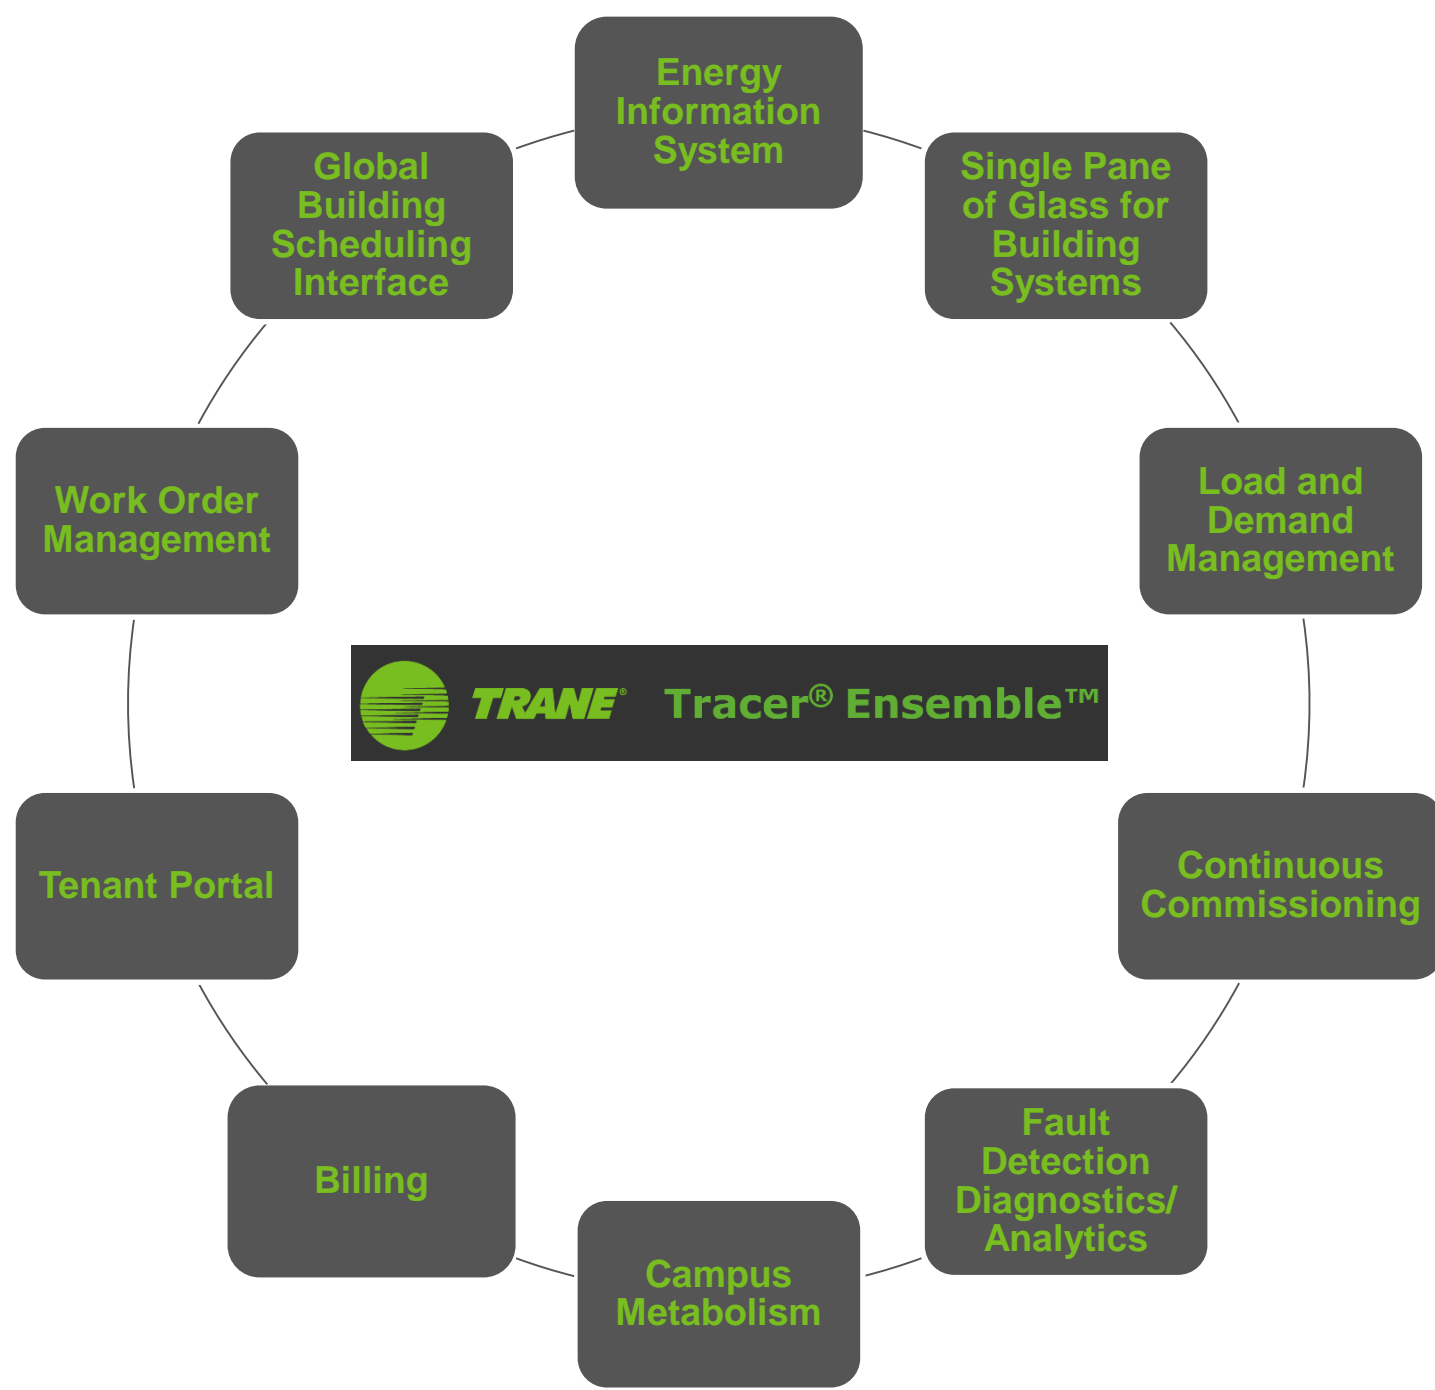 Energy
Information
System
Single Pane
of Glass for
Building
Systems
Load and
Demand
Management
Continuous
Commissioning
Fault
Detection
Diagnostics/
Analytics
Campus
Metabolism
Billing
Tenant Portal
Work Order
Management
Global
Building
Scheduling
Interface
TRANE® Tracer® Ensemble™